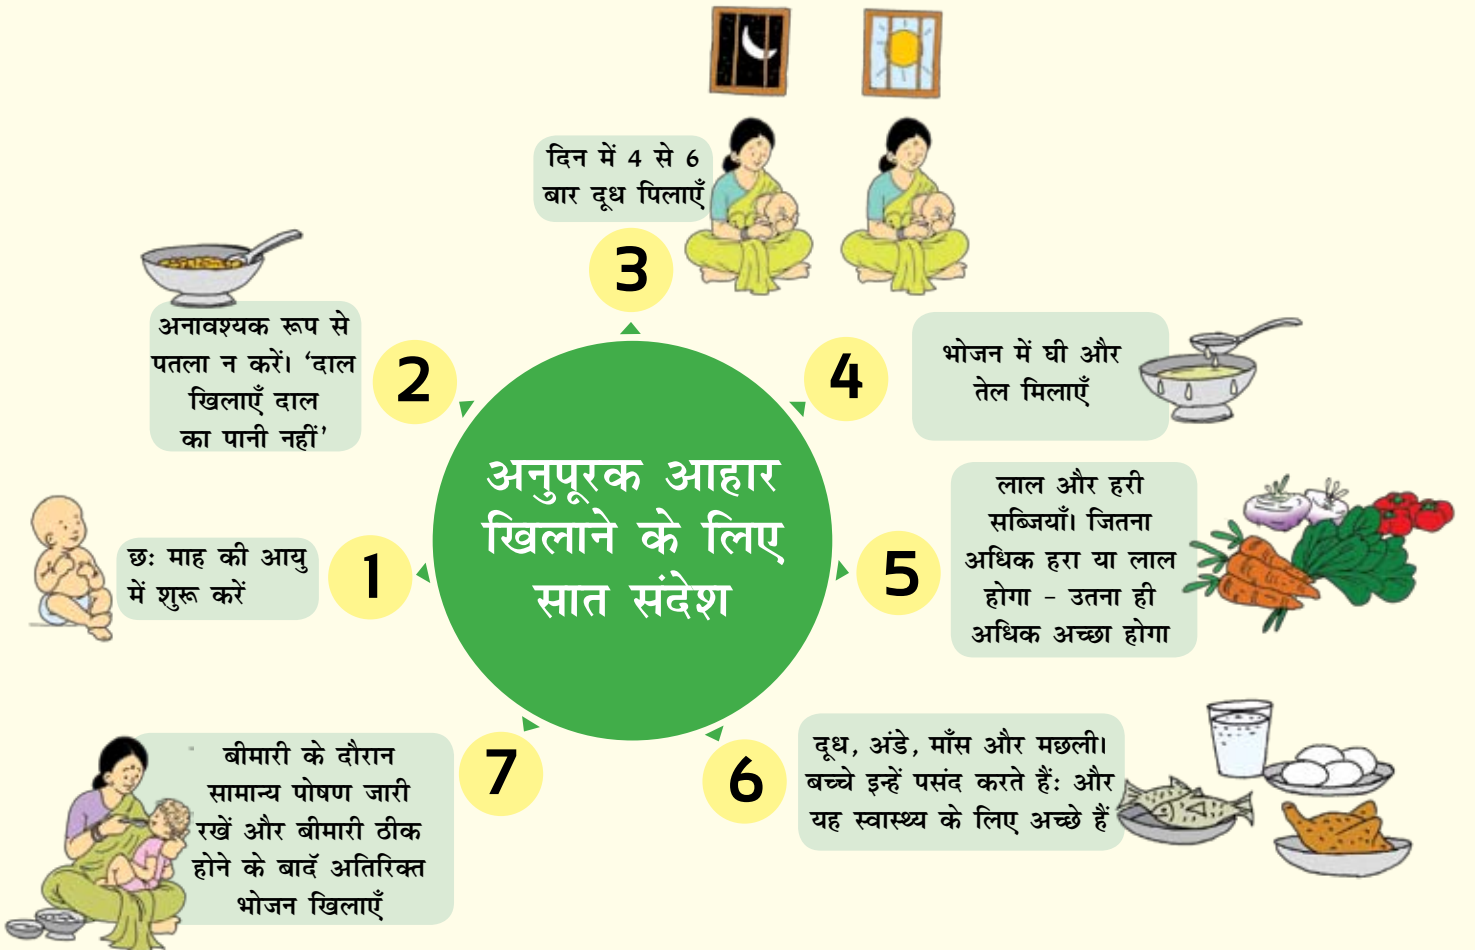 दिन में 4 से 6
बार दूध पिलाएँ
3
अनावश्यक रूप से
पतला न करें। ‘दाल
खिलाएँ दाल
का पानी नहीं’
2
भोजन में घी और
तेल मिलाएँ
4
अनुपूरक आहार
खिलाने के लिए
सात संदेश
छः माह की आयु
में शुरू करें
1
लाल और हरी
सब्जियाँ। जितना
अधिक हरा या लाल
होगा – उतना ही
अधिक अच्छा होगा
5
बीमारी के दौरान
सामान्य पोषण जारी
रखें और बीमारी ठीक
होने के बादॅ अतिरिक्त
भोजन खिलाएँ
7
दूध, अंडे, माँस और मछली।
बच्चे इन्हें पसंद करते हैंः और
यह स्वास्थ्य के लिए अच्छे हैं
6